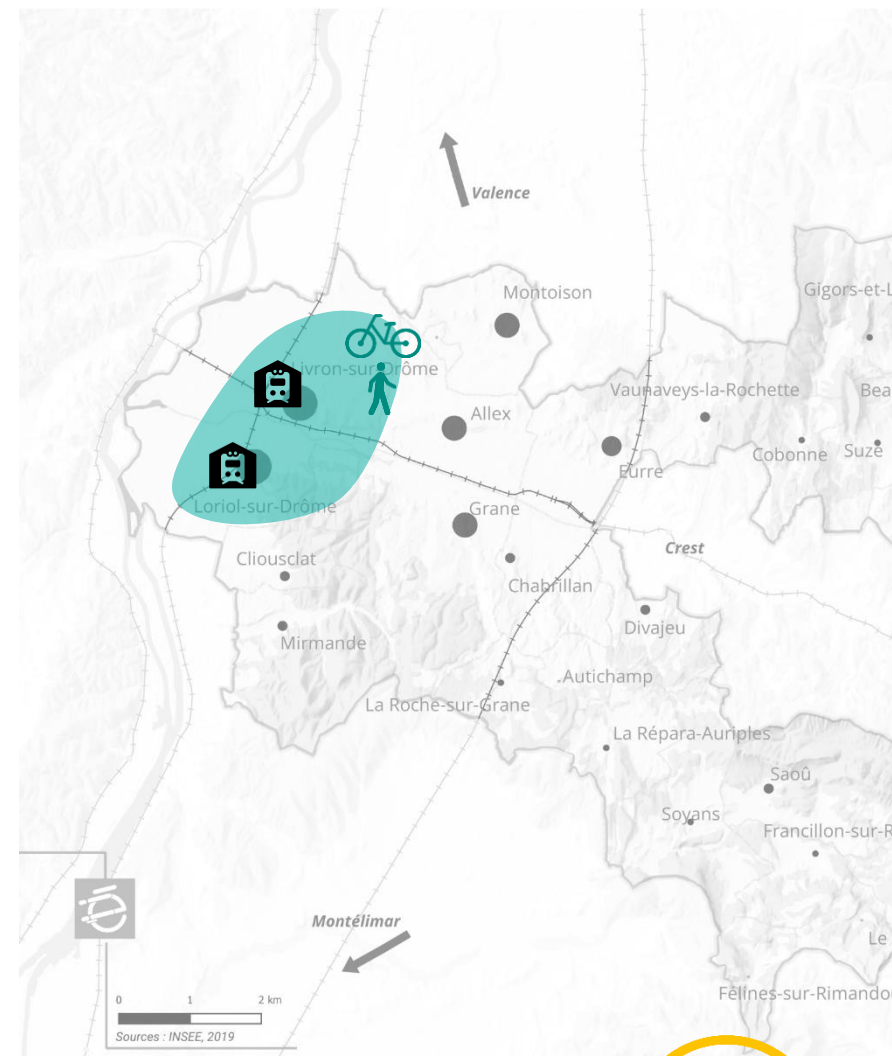 Valence
Montoison
Gigors-et-L
Livron-sur-Drôme
Vaunaveys-la-Rochette
Bea
Allex
Cobonne
Suze
Eurre
Loriol-sur-Drôme
Grane
Crest
Cliousclat
Chabrillan
Divajeu
Mirmande
Autichamp
La Roche-sur-Grane
La Répara-Auriples
Saoû
Soyans
Francillon-sur-R
Montélimar
Le
Félines-sur-Rimando
0 1 2 km
Sources : INSEE, 2019